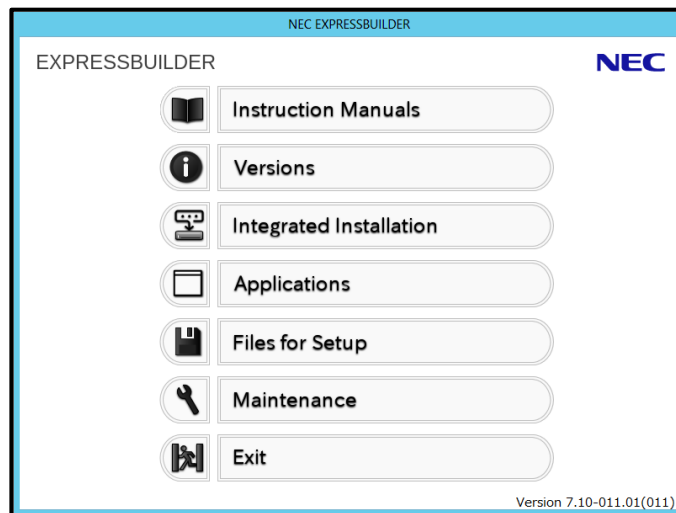 NEC EXPRESSBUILDER
EXPRESSBUILDER
NEC
Instruction Manuals
Versions
Integrated Installation
Applications
Files for Setup
Maintenance
Exit
Version 7.10-011.01(011)